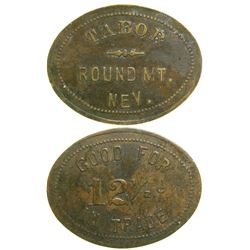 TABOR
ROUND MT.
NEV.
GOOD FOR
12½¢
IN TRADE